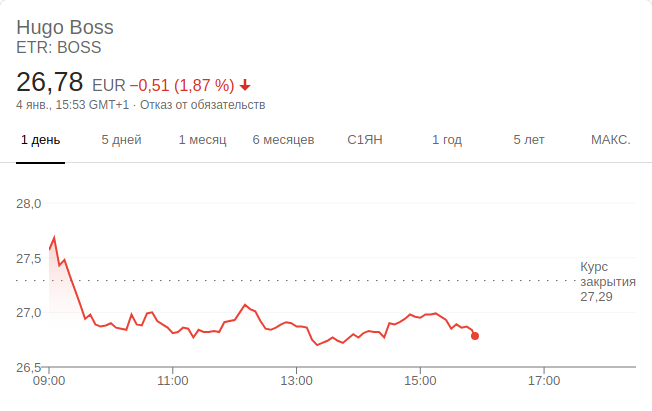 Hugo Boss
ETR: BOSS
26,78 EUR −0,51 (1,87 %)
4 янв., 15:53 GMT+1 · Отказ от обязательств
1 день 5 дней 1 месяц 6 месяцев С1ЯН 1 год 5 лет МАКС.
28,0
27,5
27,0
26,5
Курс
закрытия
27,29
09:00 11:00 13:00 15:00 17:00